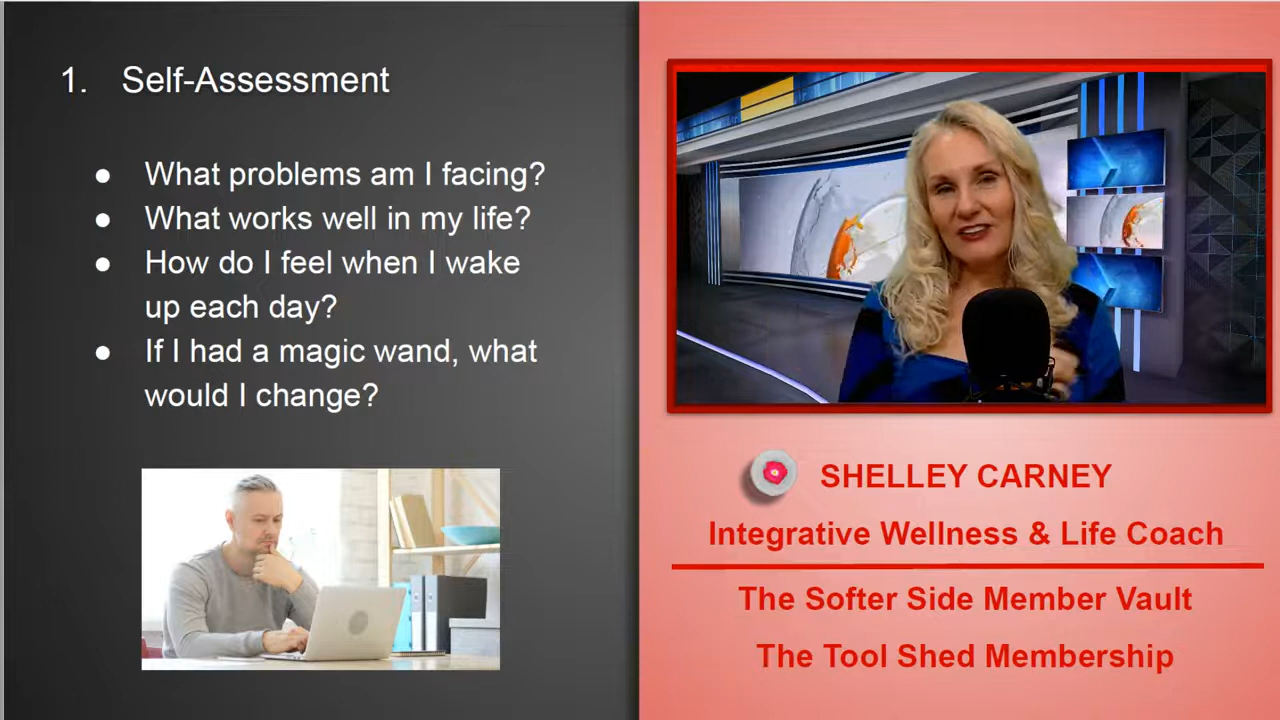 1. Self-Assessment
● What problems am I facing?
● What works well in my life?
● How do I feel when I wake
up each day?
● If I had a magic wand, what
would I change?
SHELLEY CARNEY
Integrative Wellness & Life Coach
The Softer Side Member Vault
The Tool Shed Membership